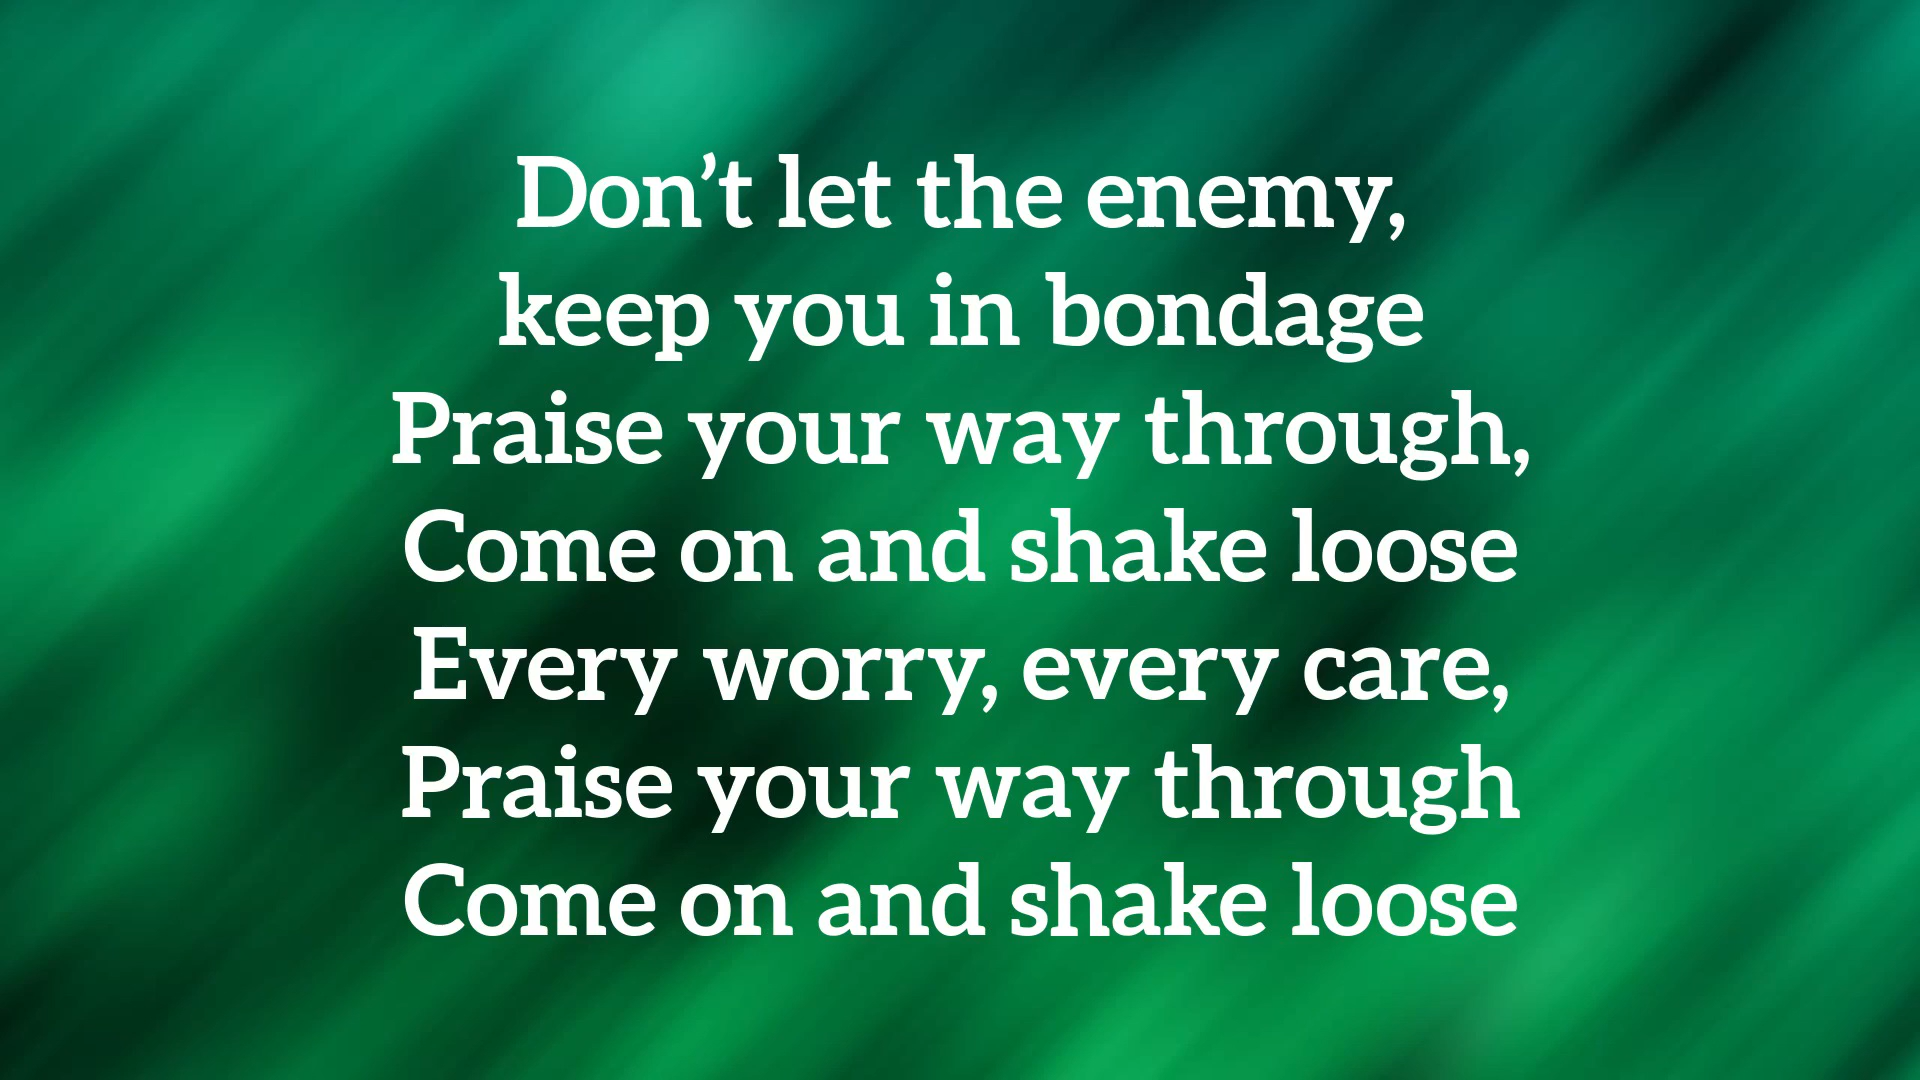 Don’t let the enemy,
keep you in bondage
Praise your way through,
Come on and shake loose
Every worry, every care,
Praise your way through
Come on and shake loose